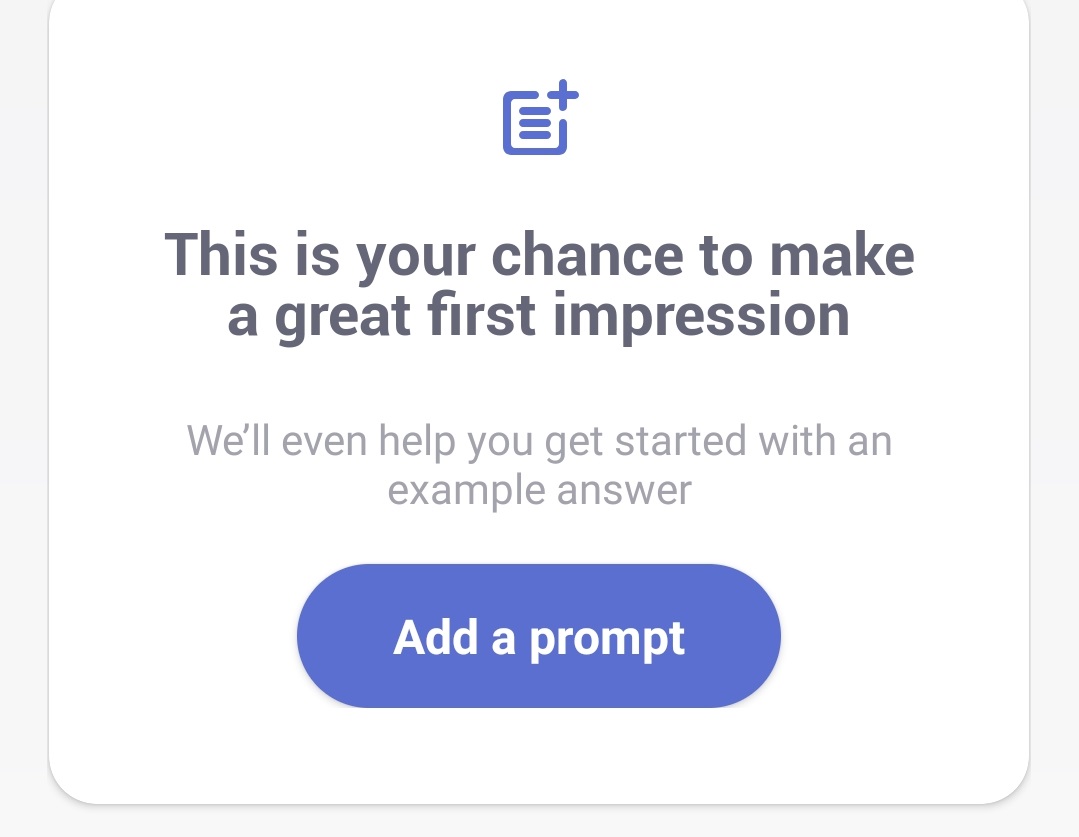 This is your chance to make
a great first impression
We’ll even help you get started with an
example answer
Add a prompt